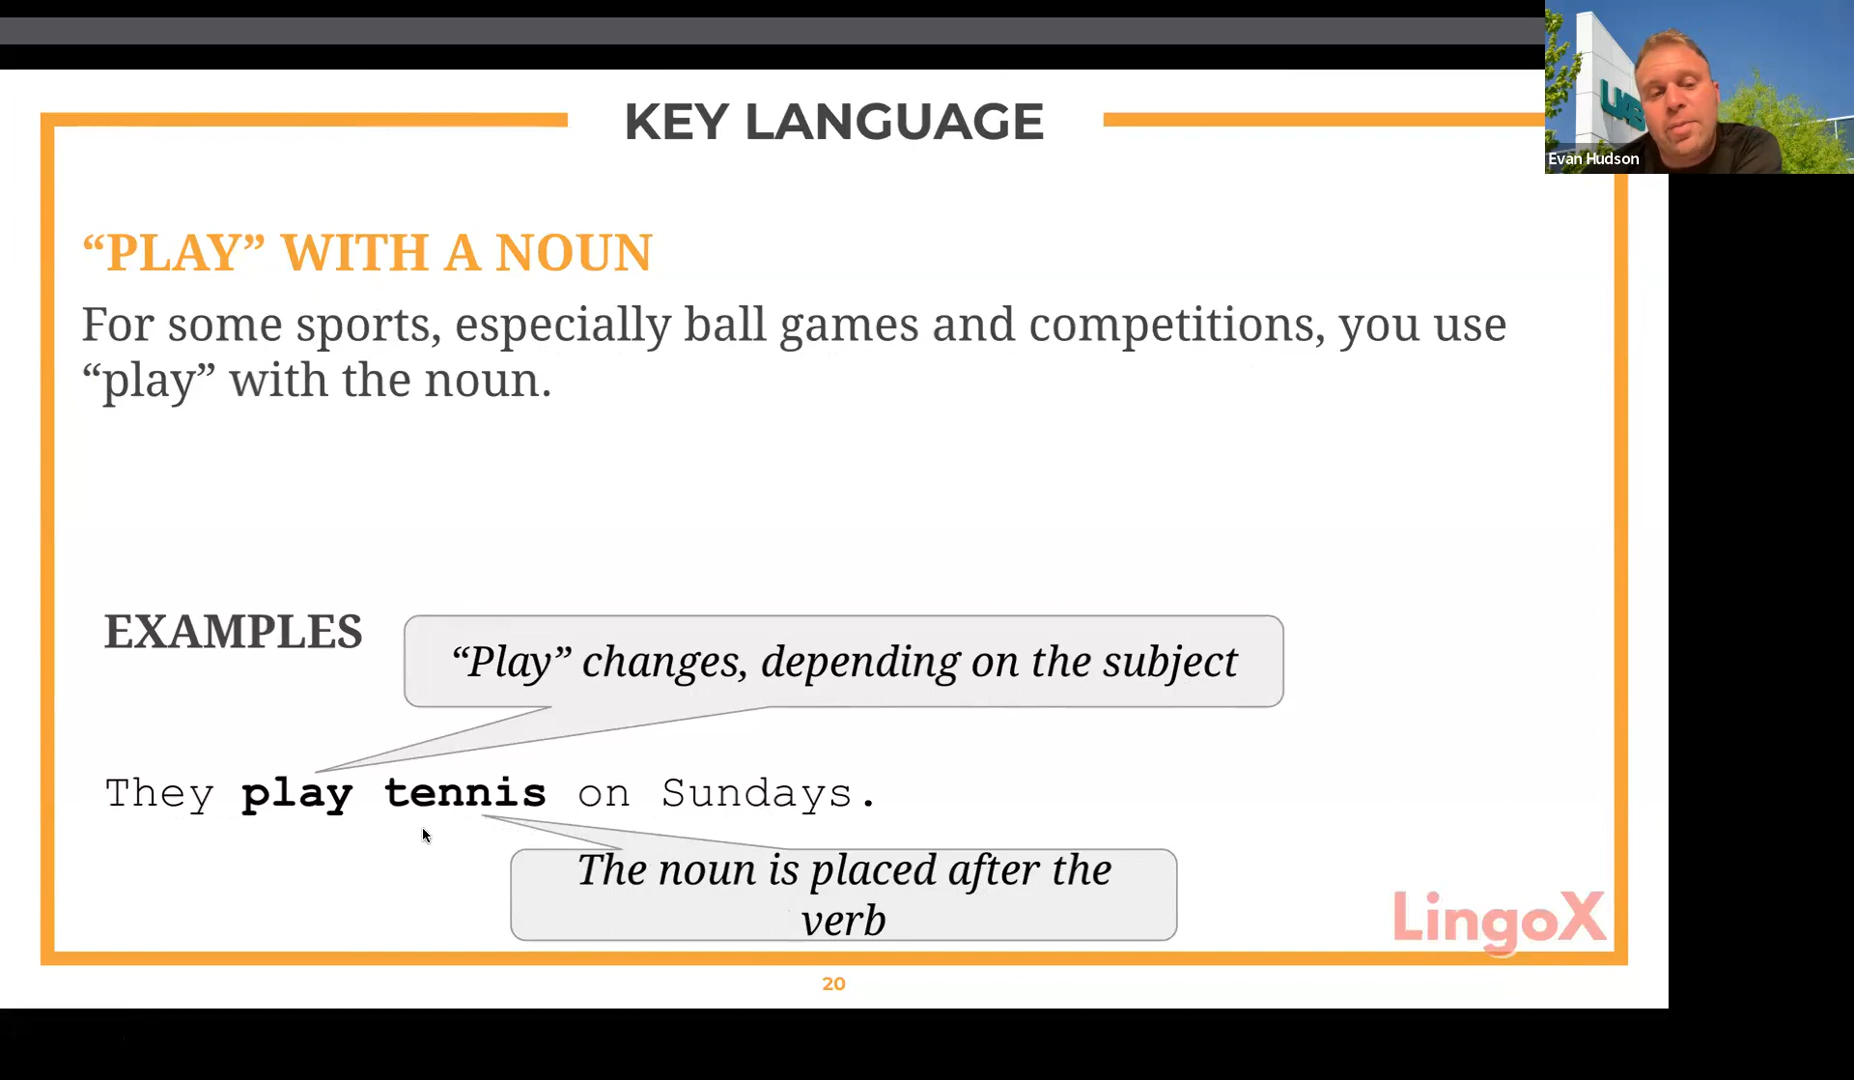 KEY LANGUAGE
Evan Hudson
“PLAY” WITH A NOUN
For some sports, especially ball games and competitions, you use
“play” with the noun.
EXAMPLES
“Play” changes, depending on the subject
They play tennis on Sundays.
The noun is placed after the
verb
LingoX
20